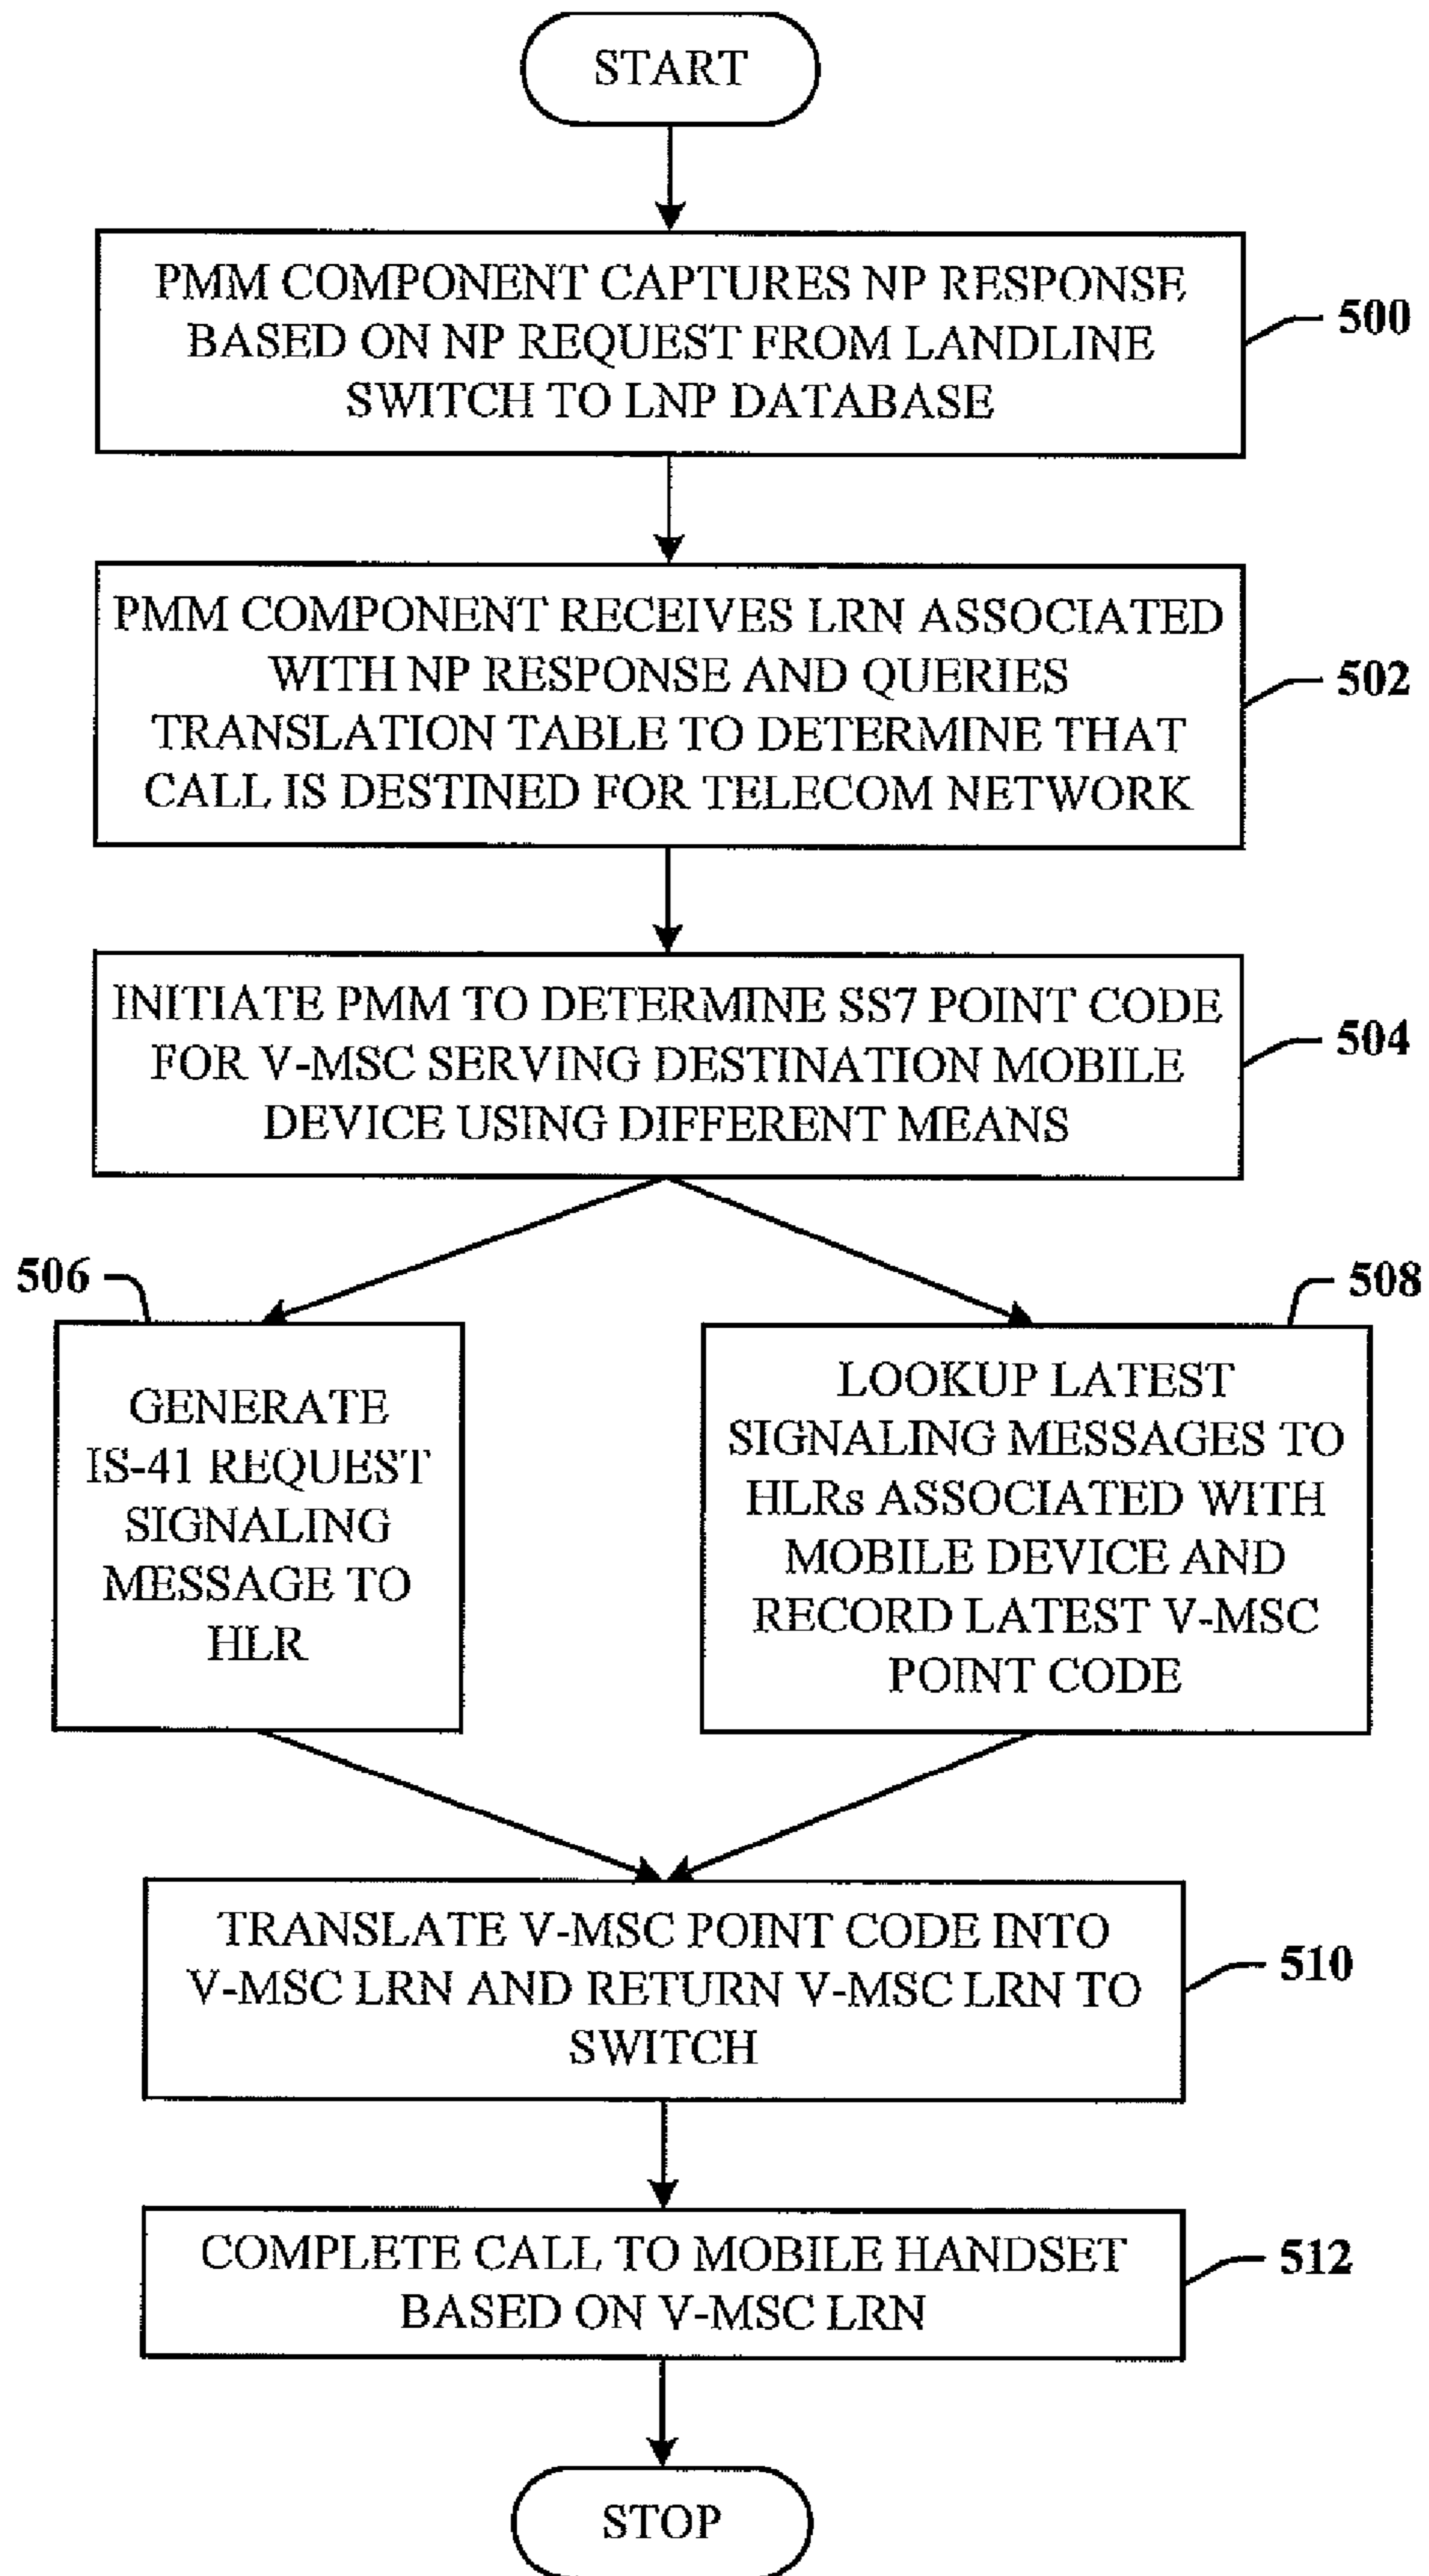 START
PMM COMPONENT CAPTURES NP RESPONSE
BASED ON NP REQUEST FROM LANDLINE
SWITCH TO LNP DATABASE
500
PMM COMPONENT RECEIVES LRN ASSOCIATED
WITH NP RESPONSE AND QUERIES
TRANSLATION TABLE TO DETERMINE THAT
CALL IS DESTINED FOR TELECOM NETWORK
502
INITIATE PMM TO DETERMINE SS7 POINT CODE
FOR V-MSC SERVING DESTINATION MOBILE
DEVICE USING DIFFERENT MEANS
504
506
GENERATE
IS-41 REQUEST
SIGNALING
MESSAGE TO
HLR
508
LOOKUP LATEST
SIGNALING MESSAGES TO
HLRs ASSOCIATED WITH
MOBILE DEVICE AND
RECORD LATEST V-MSC
POINT CODE
TRANSLATE V-MSC POINT CODE INTO
V-MSC LRN AND RETURN V-MSC LRN TO
SWITCH
510
COMPLETE CALL TO MOBILE HANDSET
BASED ON V-MSC LRN
512
STOP